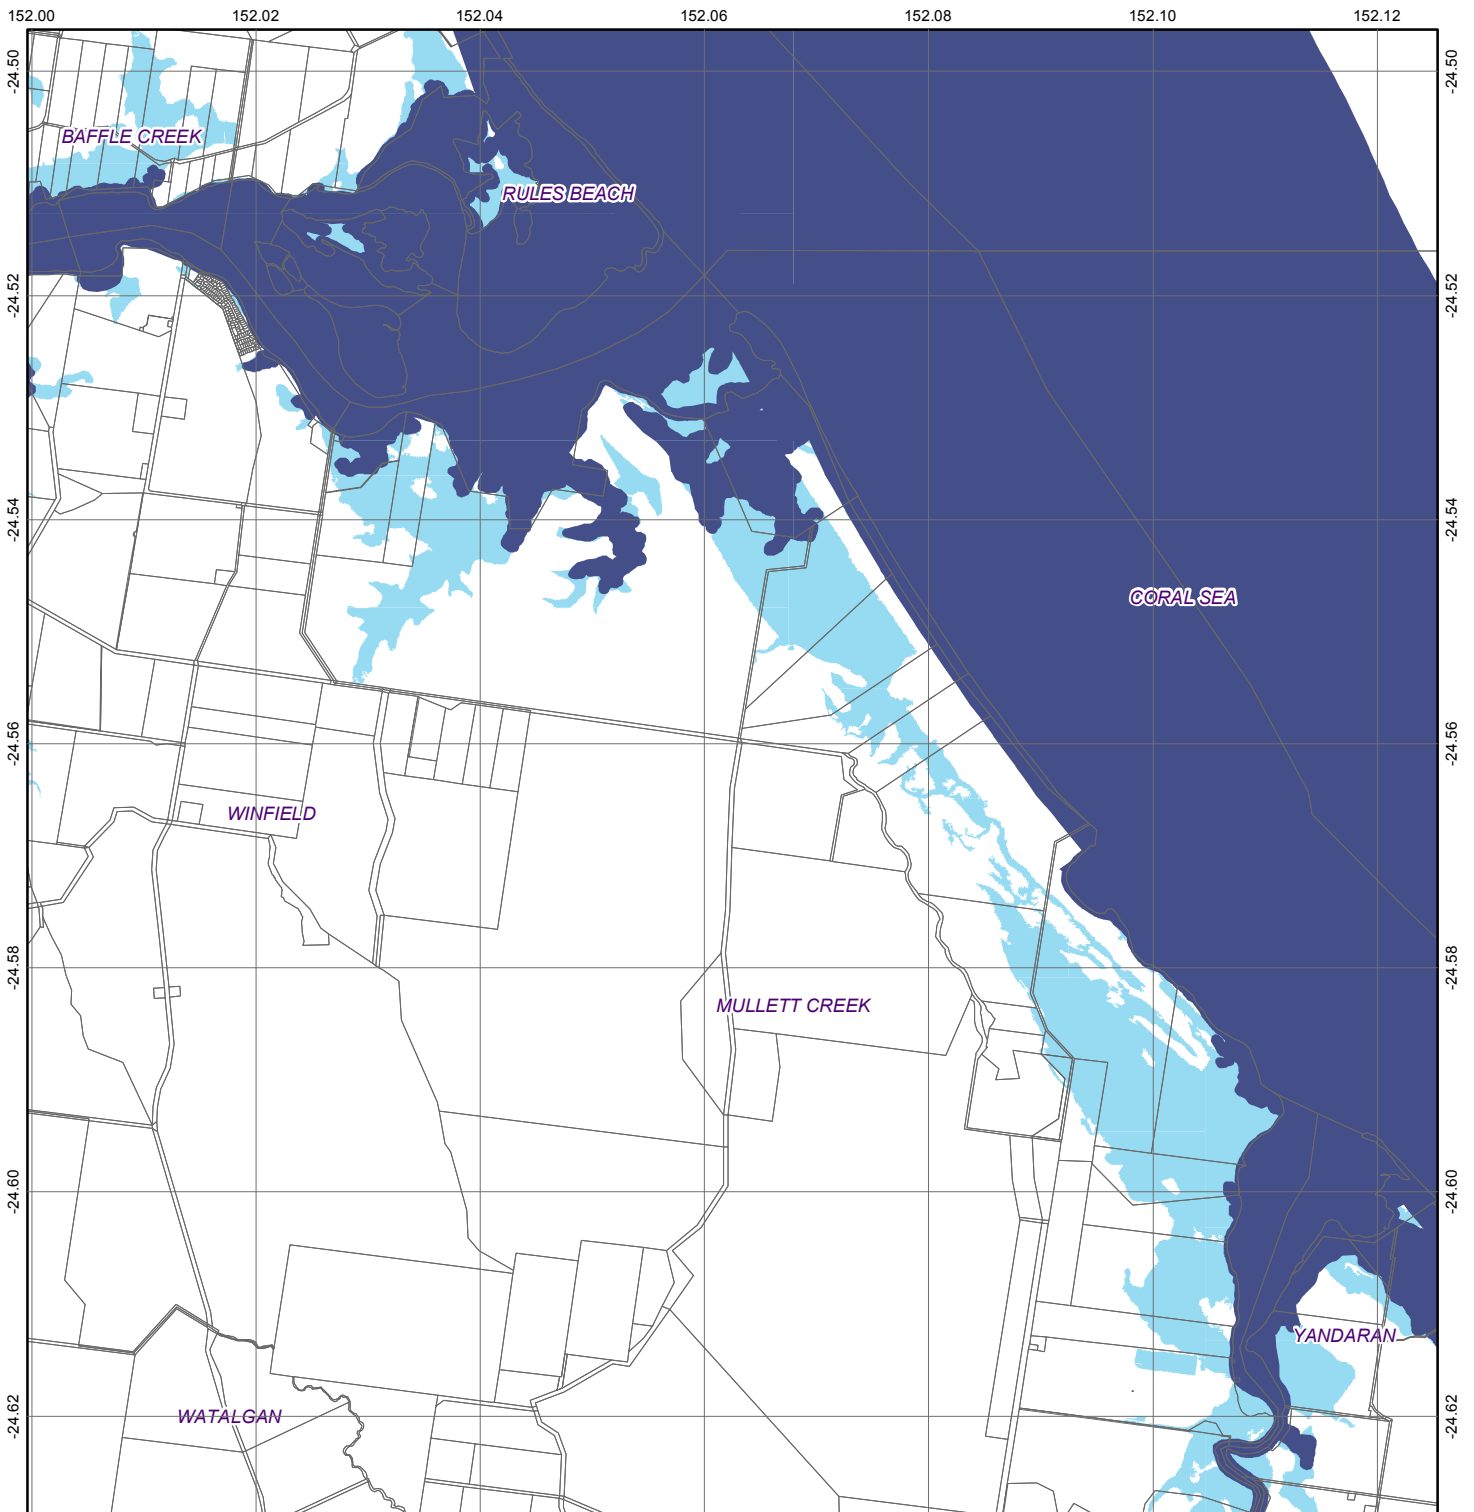 152.00 152.02 152.04 152.06 152.08 152.10 152.12
-24.50 -24.50
BAFFLE CREEK
RULES BEACH
-24.52 -24.52
-24.54 -24.54
CORAL SEA
-24.56 -24.56
WINFIELD
-24.58 -24.58
MULLETT CREEK
-24.60 -24.60
YANDARAN
WATALGAN
-24.62 -24.62